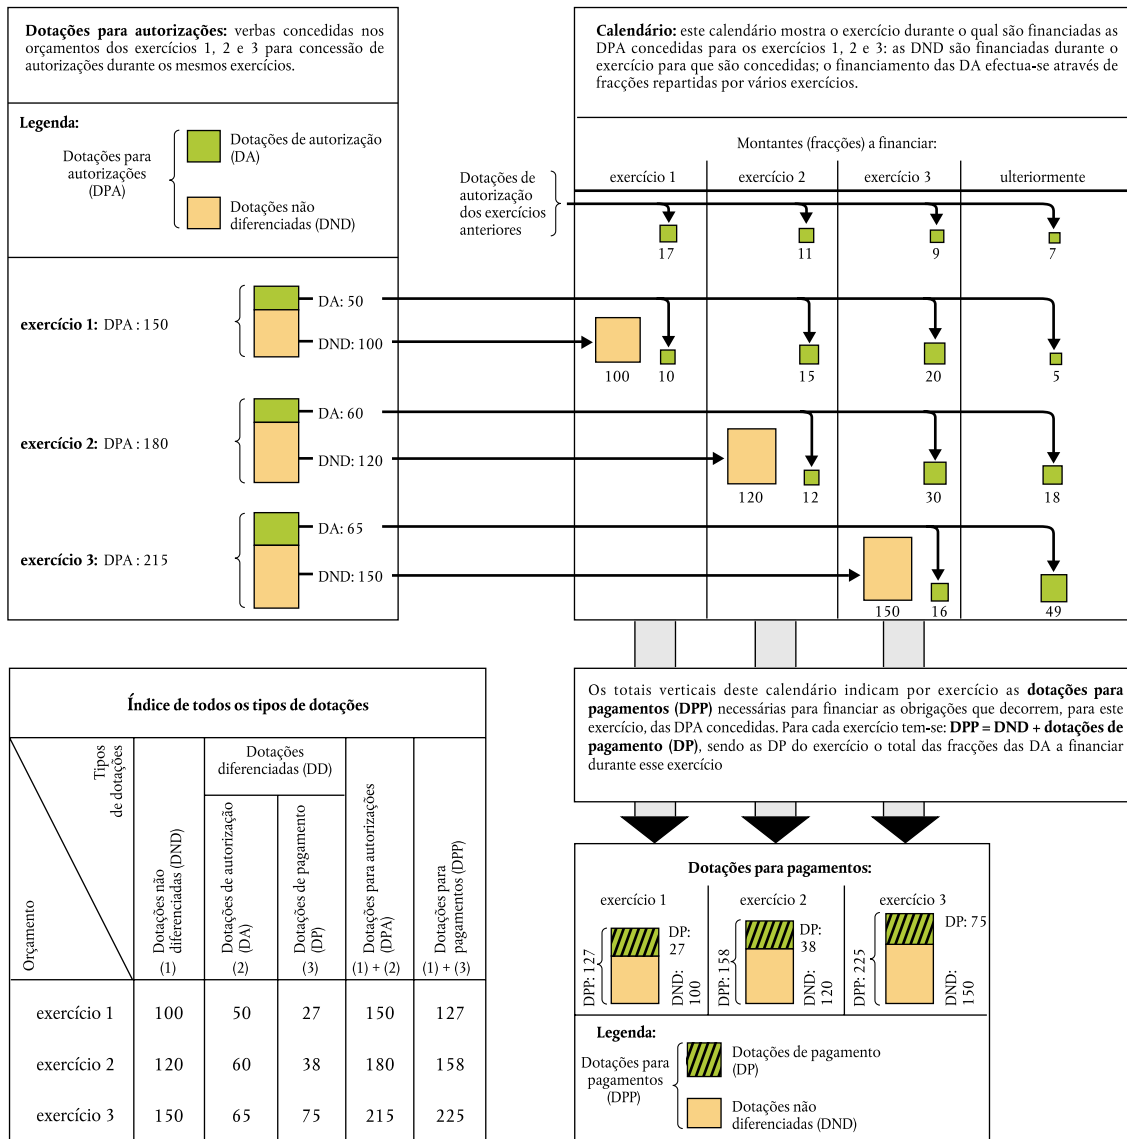 Dotações para autorizações: verbas concedidas nos
orçamentos dos exercícios 1, 2 e 3 para concessão de
autorizações durante os mesmos exercícios.
Legenda:
Dotações para
autorizações
(DPA)
Dotações de autorização
(DA)
Dotações não
diferenciadas (DND)
Calendário: este calendário mostra o exercício durante o qual são financiadas as
DPA concedidas para os exercícios 1, 2 e 3: as DND são financiadas durante o
exercício para que são concedidas; o financiamento das DA efectua-se através de
fracções repartidas por vários exercícios.
Montantes (fracções) a financiar:
exercício 1
exercício 2
exercício 3
ulteriormente
Dotações de
autorização
dos exercícios
anteriores
17
11
9
7
exercício 1: DPA : 150
DA: 50
DND: 100
100
10
15
20
5
exercício 2: DPA : 180
DA: 60
DND: 120
120
12
30
18
exercício 3: DPA : 215
DA: 65
DND: 150
150
16
49
Índice de todos os tipos de dotações
Tipos
de dotações
Orçamento
Dotações não
diferenciadas (DND)
(1)
Dotações
diferenciadas (DD)
Dotações de autorização
(DA)
(2)
Dotações de pagamento
(DP)
(3)
Dotações para autorizações
(DPA)
(1) + (2)
Dotações para
pagamentos (DPP)
(1) + (3)
exercício 1 100 50 27 150 127
exercício 2 120 60 38 180 158
exercício 3 150 65 75 215 225
Os totais verticais deste calendário indicam por exercício as dotações para
pagamentos (DPP) necessárias para financiar as obrigações que decorrem, para este
exercício, das DPA concedidas. Para cada exercício tem-se: DPP = DND + dotações de
pagamento (DP), sendo as DP do exercício o total das fracções das DA a financiar
durante esse exercício
Dotações para pagamentos:
exercício 1
DPP: 127
DP:
27
DND:
100
exercício 2
DPP: 158
DP:
38
DND:
120
exercício 3
DPP: 225
DP: 75
DND:
150
Legenda:
Dotações para
pagamentos
(DPP)
Dotações de pagamento
(DP)
Dotações não
diferenciadas (DND)